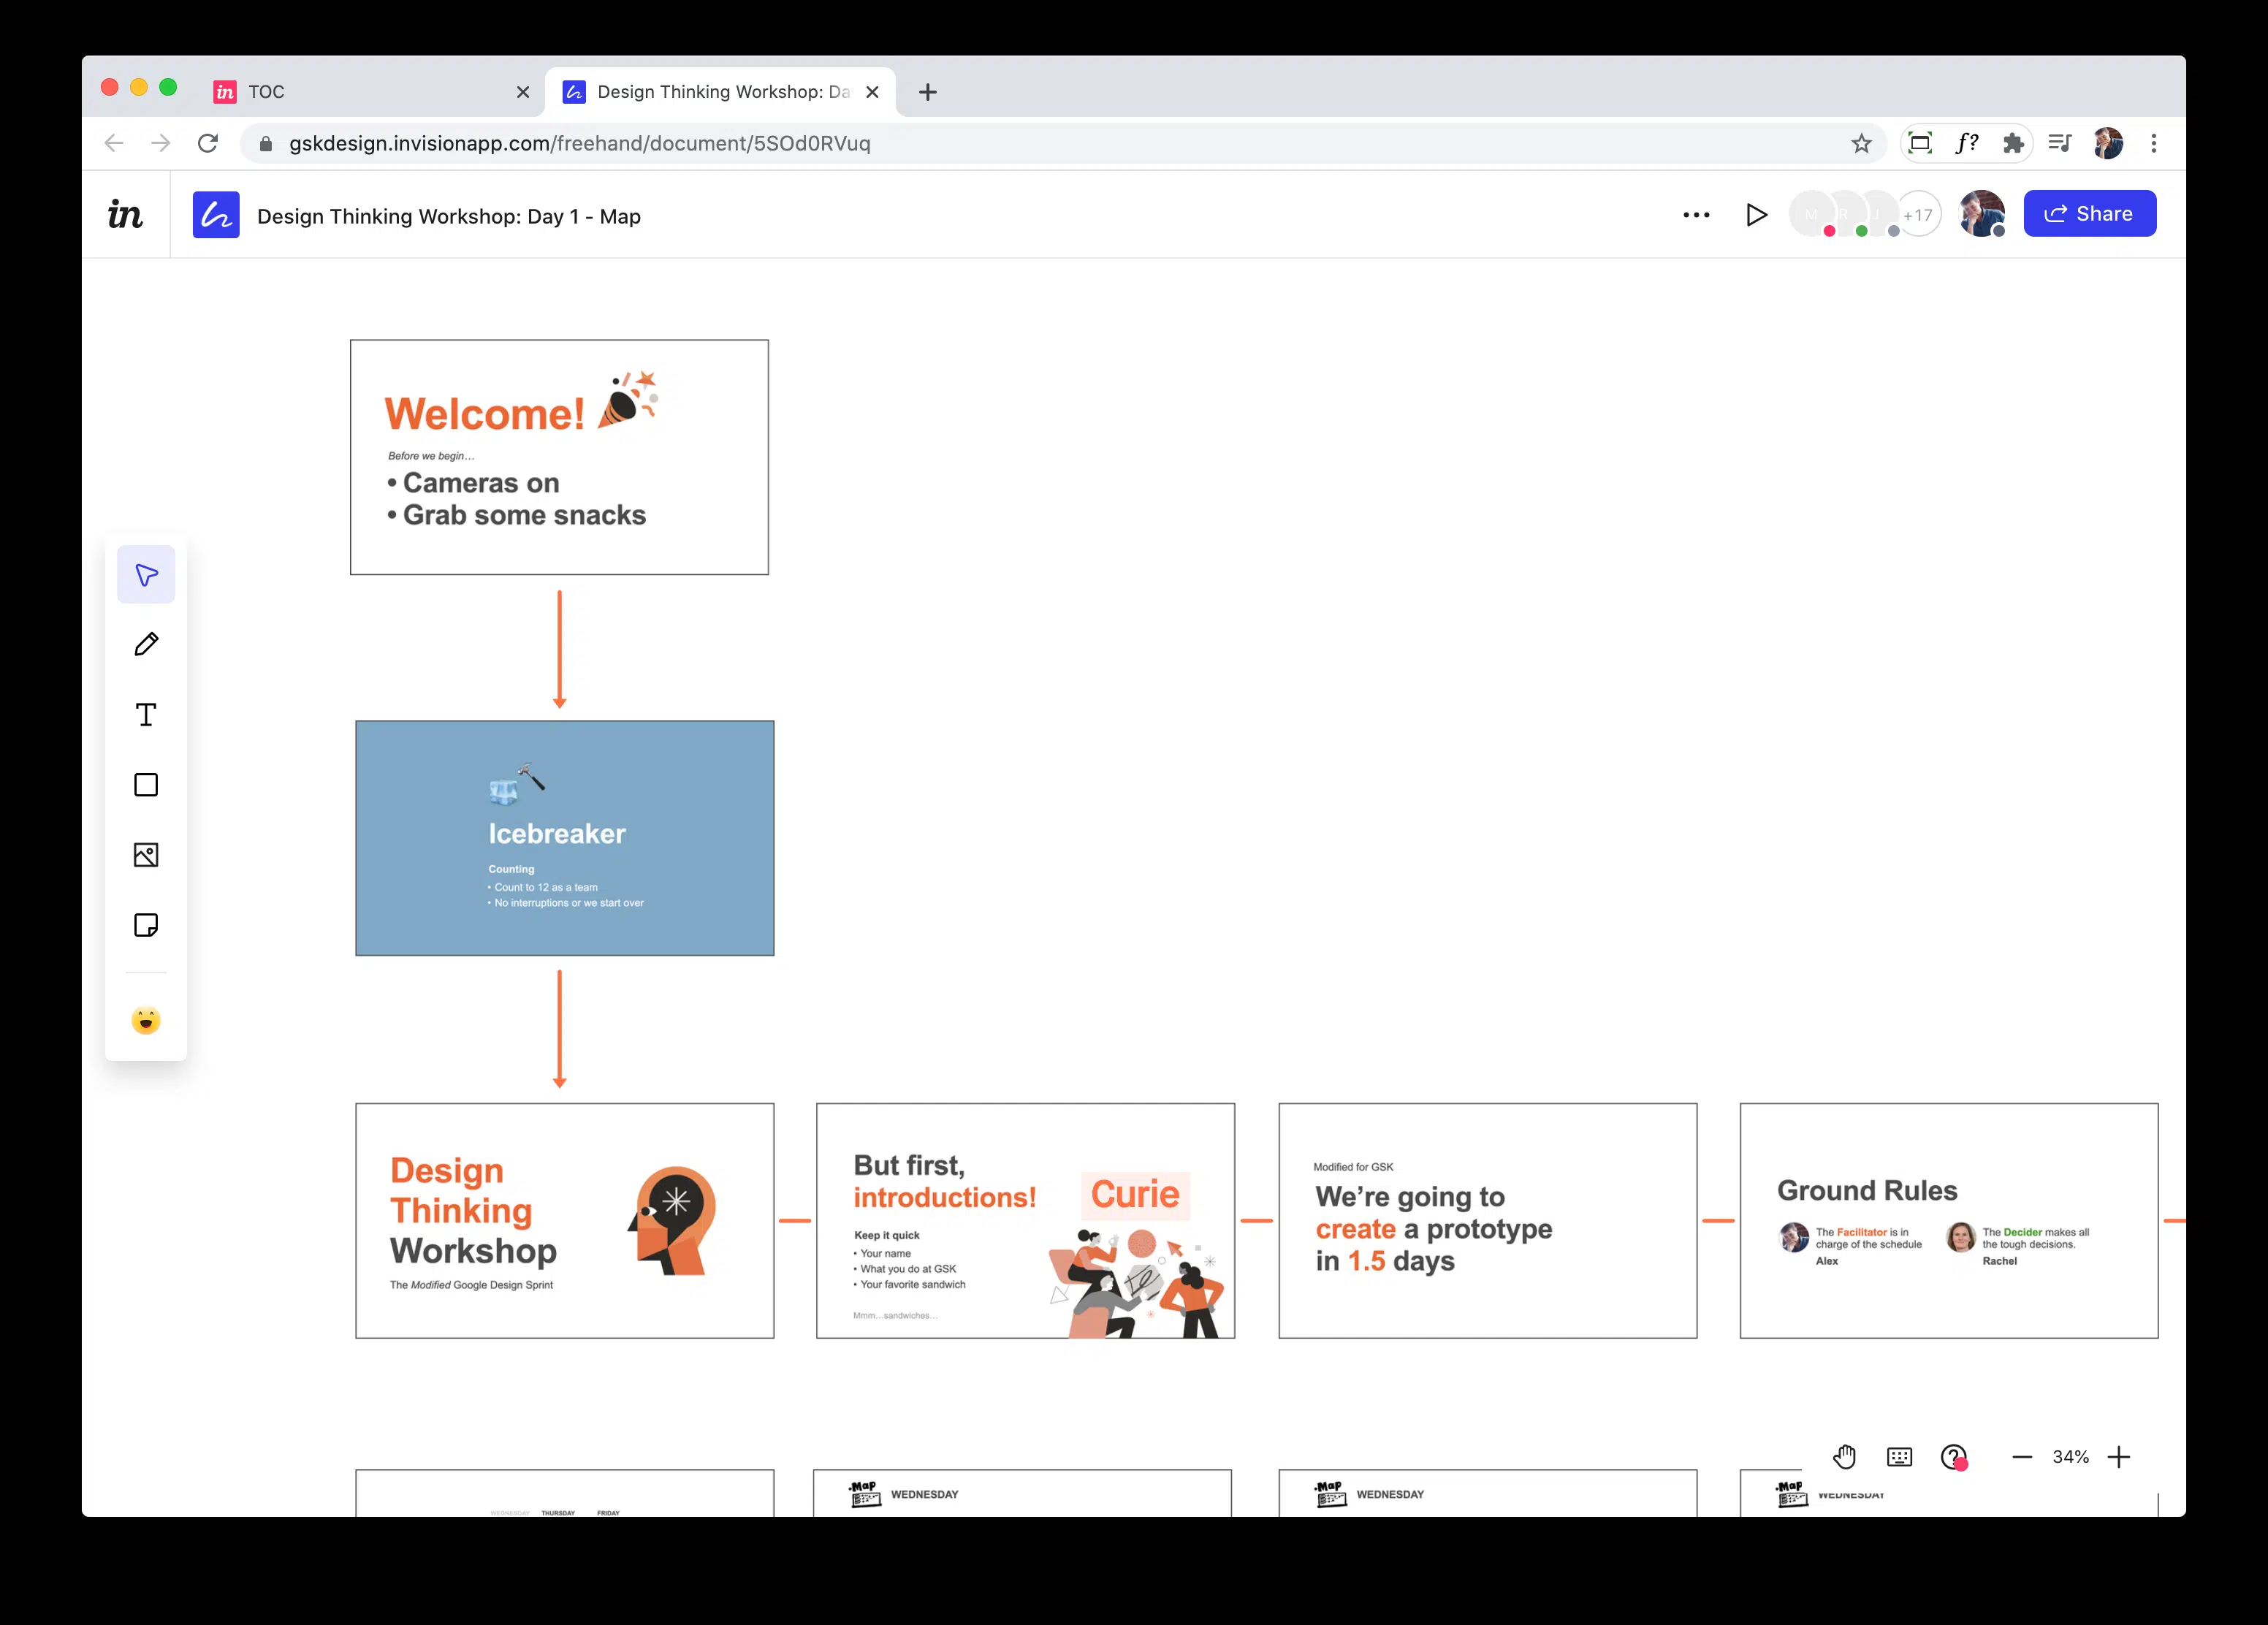 in TOC
Design Thinking Workshop: Da
gskdesign.invisionapp.com/freehand/document/5SOd0RVuq
f?
in
Design Thinking Workshop: Day 1 - Map
M R J +17
Share
Welcome!
Before we begin…
• Cameras on
• Grab some snacks
T
Icebreaker
Counting
• Count to 12 as a team
• No interruptions or we start over
Design
Thinking
Workshop
The Modified Google Design Sprint
But first,
introductions!
Curie
Keep it quick
• Your name
• What you do at GSK
• Your favorite sandwich
Mmm…sandwiches…
Modified for GSK
We’re going to
create a prototype
in 1.5 days
Ground Rules
The Facilitator is in
charge of the schedule
Alex
The Decider makes all
the tough decisions.
Rachel
34%
WEDNESDAY THURSDAY FRIDAY
Map WEDNESDAY
Map WEDNESDAY
Map WEDNESDAY